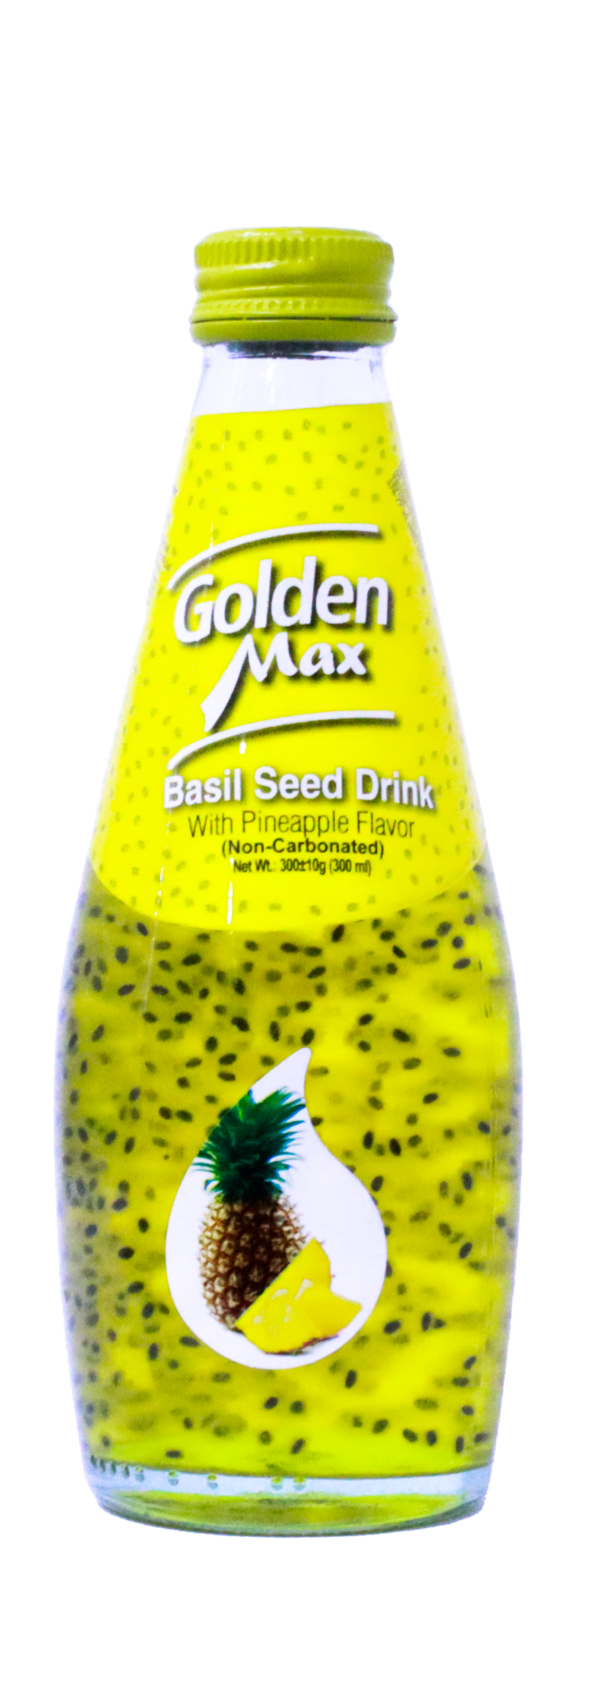 Golden
Max
Basil Seed Drink
With Pineapple Flavor
(Non-Carbonated)
Net Wt.: 300±10g (300 ml)